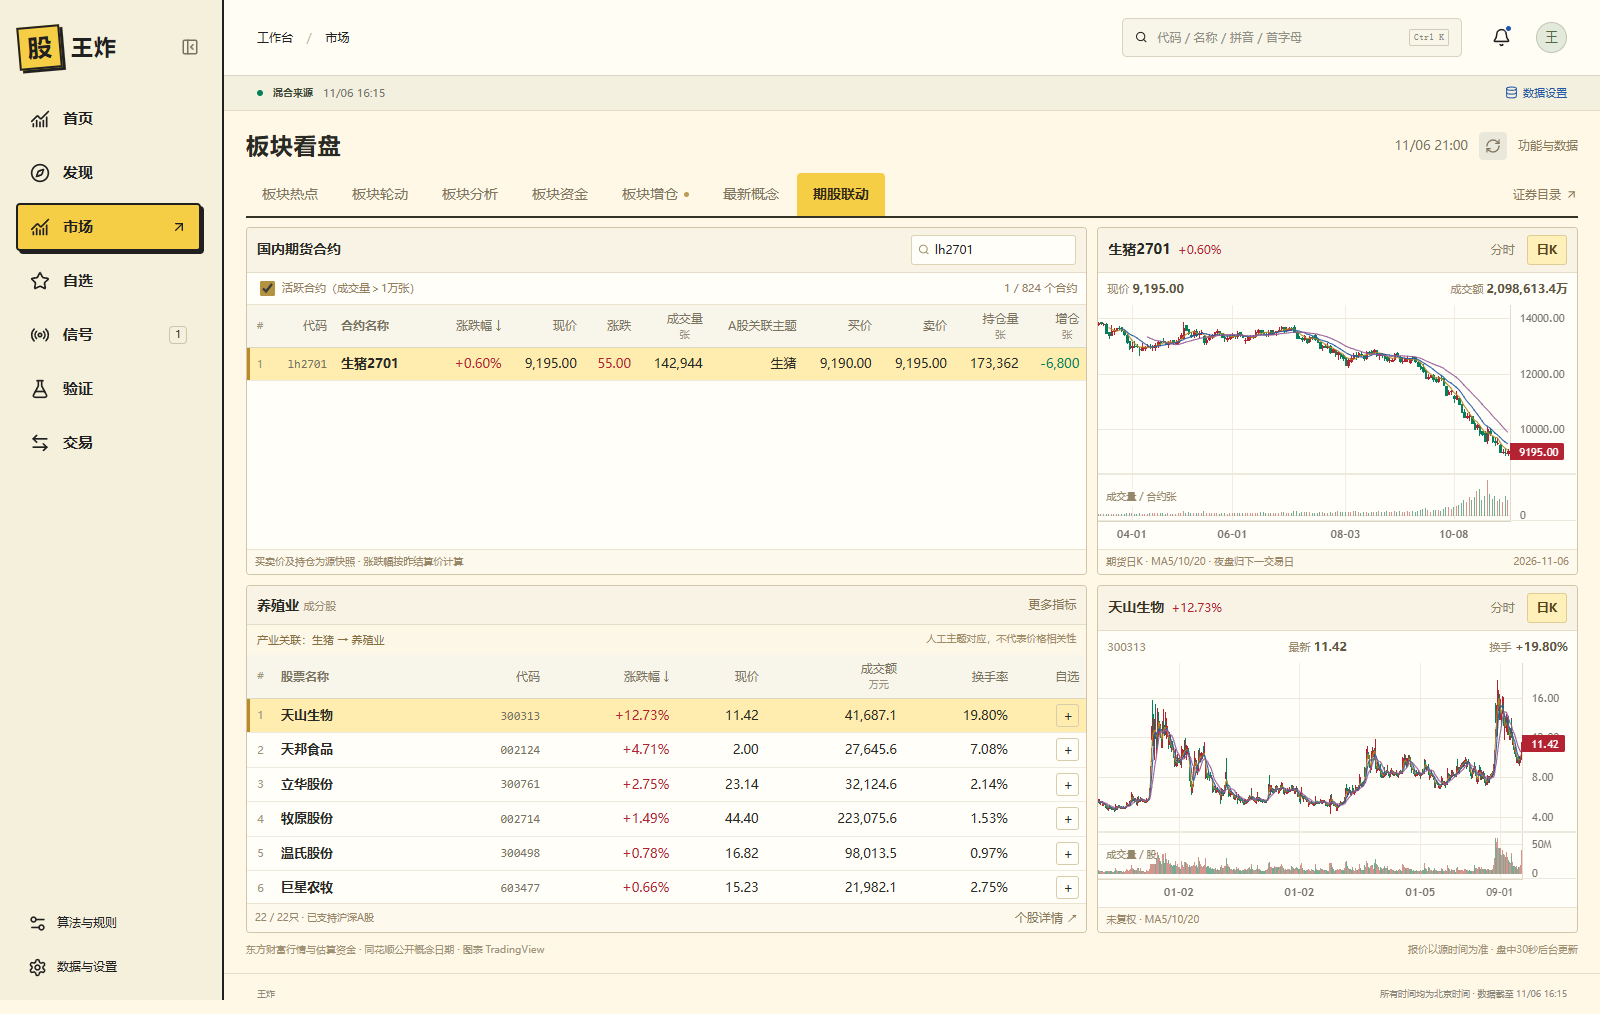 股 王炸
首页
发现
市场
自选
信号 1
验证
交易
算法与规则
数据与设置
工作台 / 市场
代码 / 名称 / 拼音 / 首字母 Ctrl K
王
混合来源 11/06 16:15
数据设置
板块看盘
11/06 21:00 功能与数据
板块热点 板块轮动 板块分析 板块资金 板块增仓 最新概念 期股联动
证券目录
国内期货合约
lh2701
活跃合约（成交量 > 1万张）
1 / 824 个合约
# 代码 合约名称 涨跌幅↓ 现价 涨跌 成交量 张 A股关联主题 买价 卖价 持仓量 张 增仓 张
1 lh2701 生猪2701 +0.60% 9,195.00 55.00 142,944 生猪 9,190.00 9,195.00 173,362 -6,800
买卖价及持仓为源快照 · 涨跌幅按昨结算价计算
生猪2701 +0.60%
分时 日K
现价 9,195.00 成交额 2,098,613.4万
14000.00
12000.00
10000.00
9195.00
成交量 / 合约张
0
04-01 06-01 08-03 10-08
期货日K · MA5/10/20 · 夜盘归下一交易日 2026-11-06
养殖业 成分股
更多指标
产业关联：生猪 → 养殖业
人工主题对应，不代表价格相关性
# 股票名称 代码 涨跌幅↓ 现价 成交额 万元 换手率 自选
1 天山生物 300313 +12.73% 11.42 41,687.1 19.80% +
2 天邦食品 002124 +4.71% 2.00 27,645.6 7.08% +
3 立华股份 300761 +2.75% 23.14 32,124.6 2.14% +
4 牧原股份 002714 +1.49% 44.40 223,075.6 1.53% +
5 温氏股份 300498 +0.78% 16.82 98,013.5 0.97% +
6 巨星农牧 603477 +0.66% 15.23 21,982.1 2.75% +
22 / 22只 · 已支持沪深A股
个股详情 ↗
天山生物 +12.73%
分时 日K
300313 最新 11.42 换手 +19.80%
16.00
11.42
8.00
4.00
成交量 / 股
50M
0
01-02 01-02 01-05 09-01
未复权 · MA5/10/20
东方财富行情与估算资金 · 同花顺公开概念日期 · 图表 TradingView
报价以源时间为准 · 盘中30秒后台更新
王炸
所有时间均为北京时间 · 数据截至 11/06 16:15